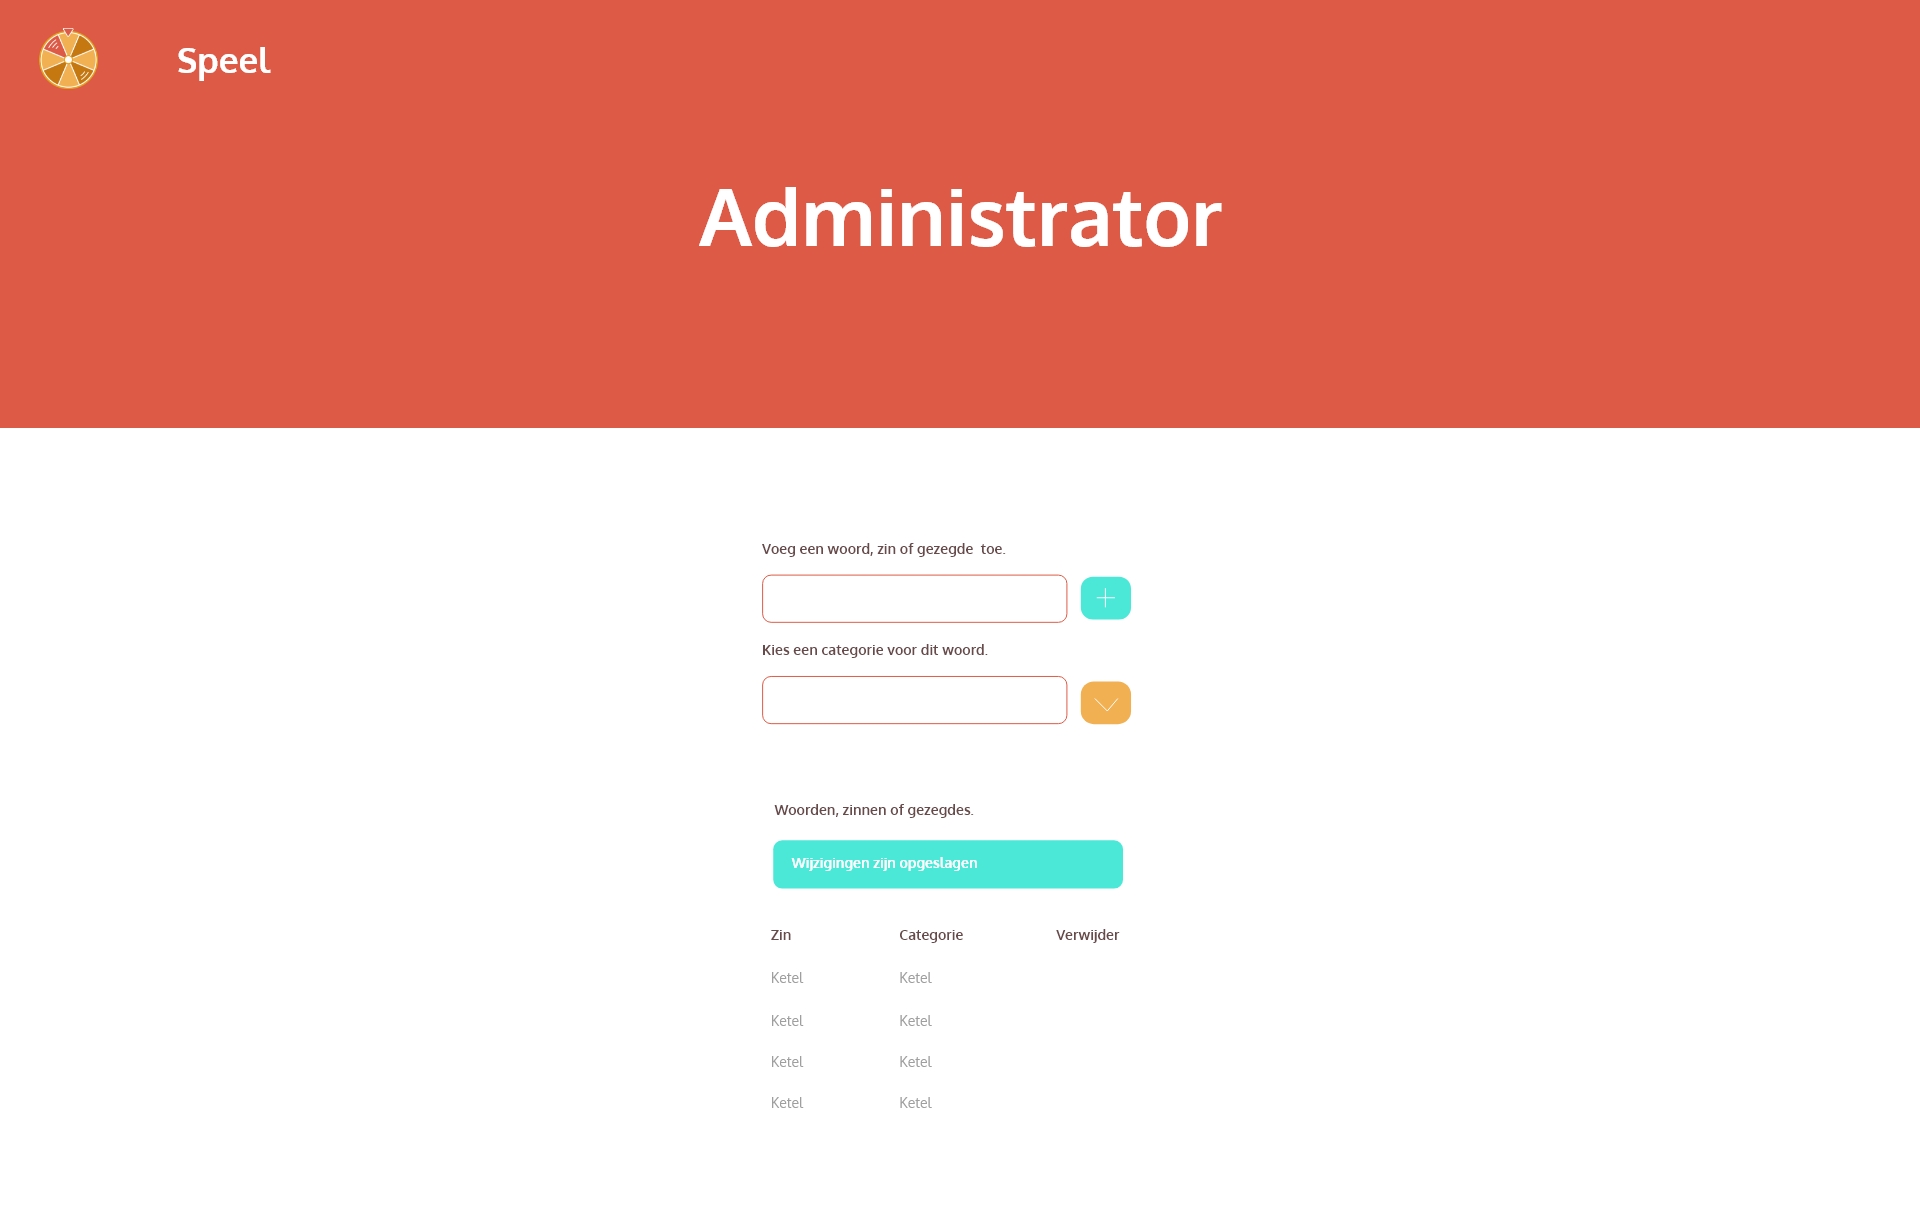 Speel
Administrator
Voeg een woord, zin of gezegde  toe.
Kies een categorie voor dit woord.
Woorden, zinnen of gezegdes.
Wijzigingen zijn opgeslagen
Zin Categorie Verwijder
Ketel Ketel
Ketel Ketel
Ketel Ketel
Ketel Ketel